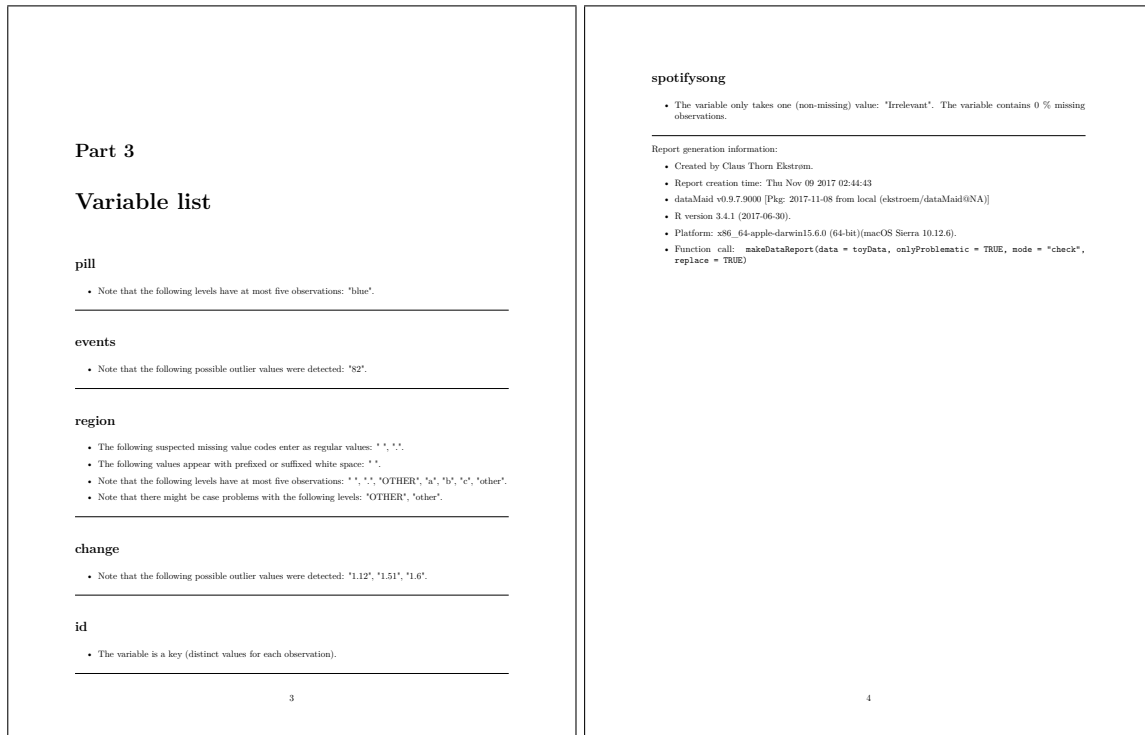 Part 3
Variable list
pill
• Note that the following levels have at most five observations: "blue".
events
• Note that the following possible outlier values were detected: "82".
region
• The following suspected missing value codes enter as regular values: " ", ".".
• The following values appear with prefixed or suffixed white space: " ".
• Note that the following levels have at most five observations: " ", ".", "OTHER", "a", "b", "c", "other".
• Note that there might be case problems with the following levels: "OTHER", "other".
change
• Note that the following possible outlier values were detected: "1.12", "1.51", "1.6".
id
• The variable is a key (distinct values for each observation).
3
spotifysong
• The variable only takes one (non-missing) value: "Irrelevant". The variable contains 0 % missing
observations.
Report generation information:
• Created by Claus Thorn Ekstrøm.
• Report creation time: Thu Nov 09 2017 02:44:43
• dataMaid v0.9.7.9000 [Pkg: 2017-11-08 from local (ekstroem/dataMaid@NA)]
• R version 3.4.1 (2017-06-30).
• Platform: x86_64-apple-darwin15.6.0 (64-bit)(macOS Sierra 10.12.6).
• Function call: makeDataReport(data = toyData, onlyProblematic = TRUE, mode = "check",
replace = TRUE)
4